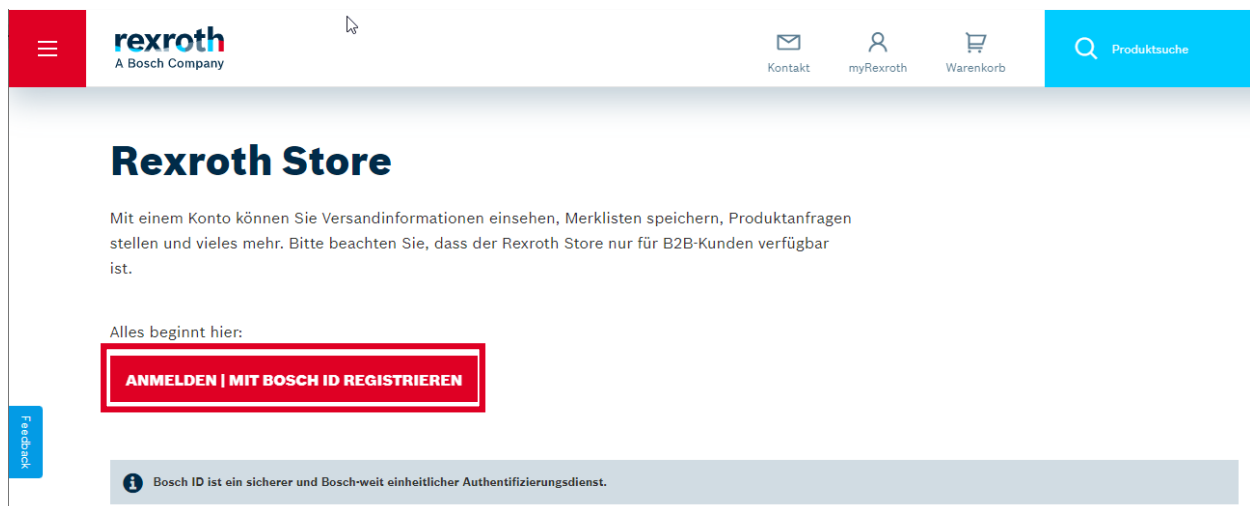 rexroth
A Bosch Company
Kontakt
myRexroth
Warenkorb
Produktsuche
Rexroth Store
Mit einem Konto können Sie Versandinformationen einsehen, Merklisten speichern, Produktanfragen
stellen und vieles mehr. Bitte beachten Sie, dass der Rexroth Store nur für B2B-Kunden verfügbar
ist.
Alles beginnt hier:
ANMELDEN | MIT BOSCH ID REGISTRIEREN
Feedback
Bosch ID ist ein sicherer und Bosch-weit einheitlicher Authentifizierungsdienst.